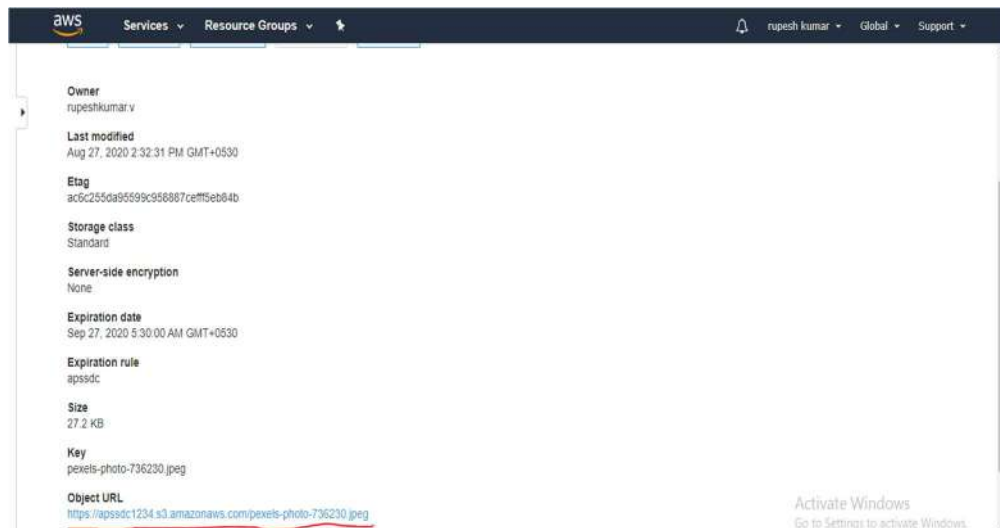 aws Services Resource Groups rupesh kumar Global Support
Owner
rupeshkumar.v
Last modified
Aug 27, 2020 2:32:31 PM GMT+0530
Etag
ac6c255da95599c956887cefff5eb84b
Storage class
Standard
Server-side encryption
None
Expiration date
Sep 27, 2020 5:30:00 AM GMT+0530
Expiration rule
apssdc
Size
27.2 KB
Key
pexels-photo-736230.jpeg
Object URL
https://apssdc1234.s3.amazonaws.com/pexels-photo-736230.jpeg
Activate Windows
Go to Settings to activate Windows.